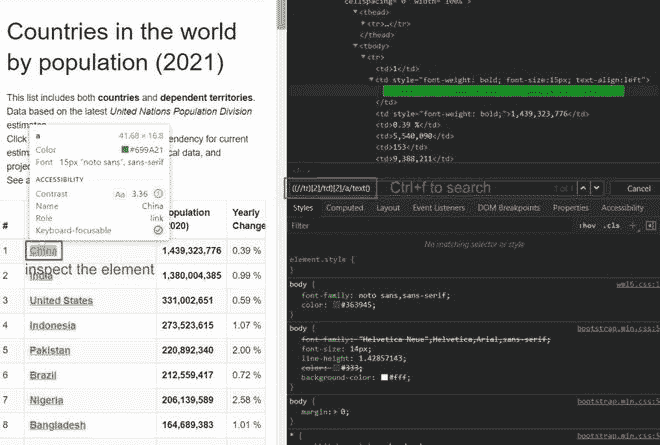 Countries in the world
by population (2021)
This list includes both countries and dependent territories.
Data based on the latest United Nations Population Division
estimates.
Click
estim
proje
See a
a 41.68 × 16.8
Color #699A21
Font 15px "noto sans", sans-serif
ACCESSIBILITY
Contrast Aa 3.36
Name China
Role link
Keyboard-focusable
dependency for current
cal data, and
# Population (2020) Yearly Change
1 China 1,439,323,776 0.39 %
inspect the element
2 India 1,380,004,385 0.99 %
3 United States 331,002,651 0.59 %
4 Indonesia 273,523,615 1.07 %
5 Pakistan 220,892,340 2.00 %
6 Brazil 212,559,417 0.72 %
7 Nigeria 206,139,589 2.58 %
8 Bangladesh 164,689,383 1.01 %
cellspacing="0" width="100%">
<thead>
<tr>…</tr>
</thead>
<tbody>
<tr>
<td>1</td>
<td style="font-weight: bold; font-size:15px; text-align:left">
</td>
<td style="font-weight: bold;">1,439,323,776</td>
<td>0.39 %</td>
<td>5,540,090</td>
<td>153</td>
<td>9,388,211</td>
((//tr)[2]/td)[2]/a/text() Ctrl+f to search 1 of 1 Cancel
Styles Computed Layout Event Listeners DOM Breakpoints Properties Accessibility
Filter :hov .cls +
No matching selector or style
element.style {
}
body { wml6.css:1
font-family: noto sans,sans-serif;
color: #363945;
}
body { bootstrap.min.css:5
font-family: "Helvetica Neue",Helvetica,Arial,sans-serif;
font-size: 14px;
line-height: 1.42857143;
color: #333;
background-color: #fff;
}
body { bootstrap.min.css:5
margin: 0;
}
* { bootstrap.min.css:5